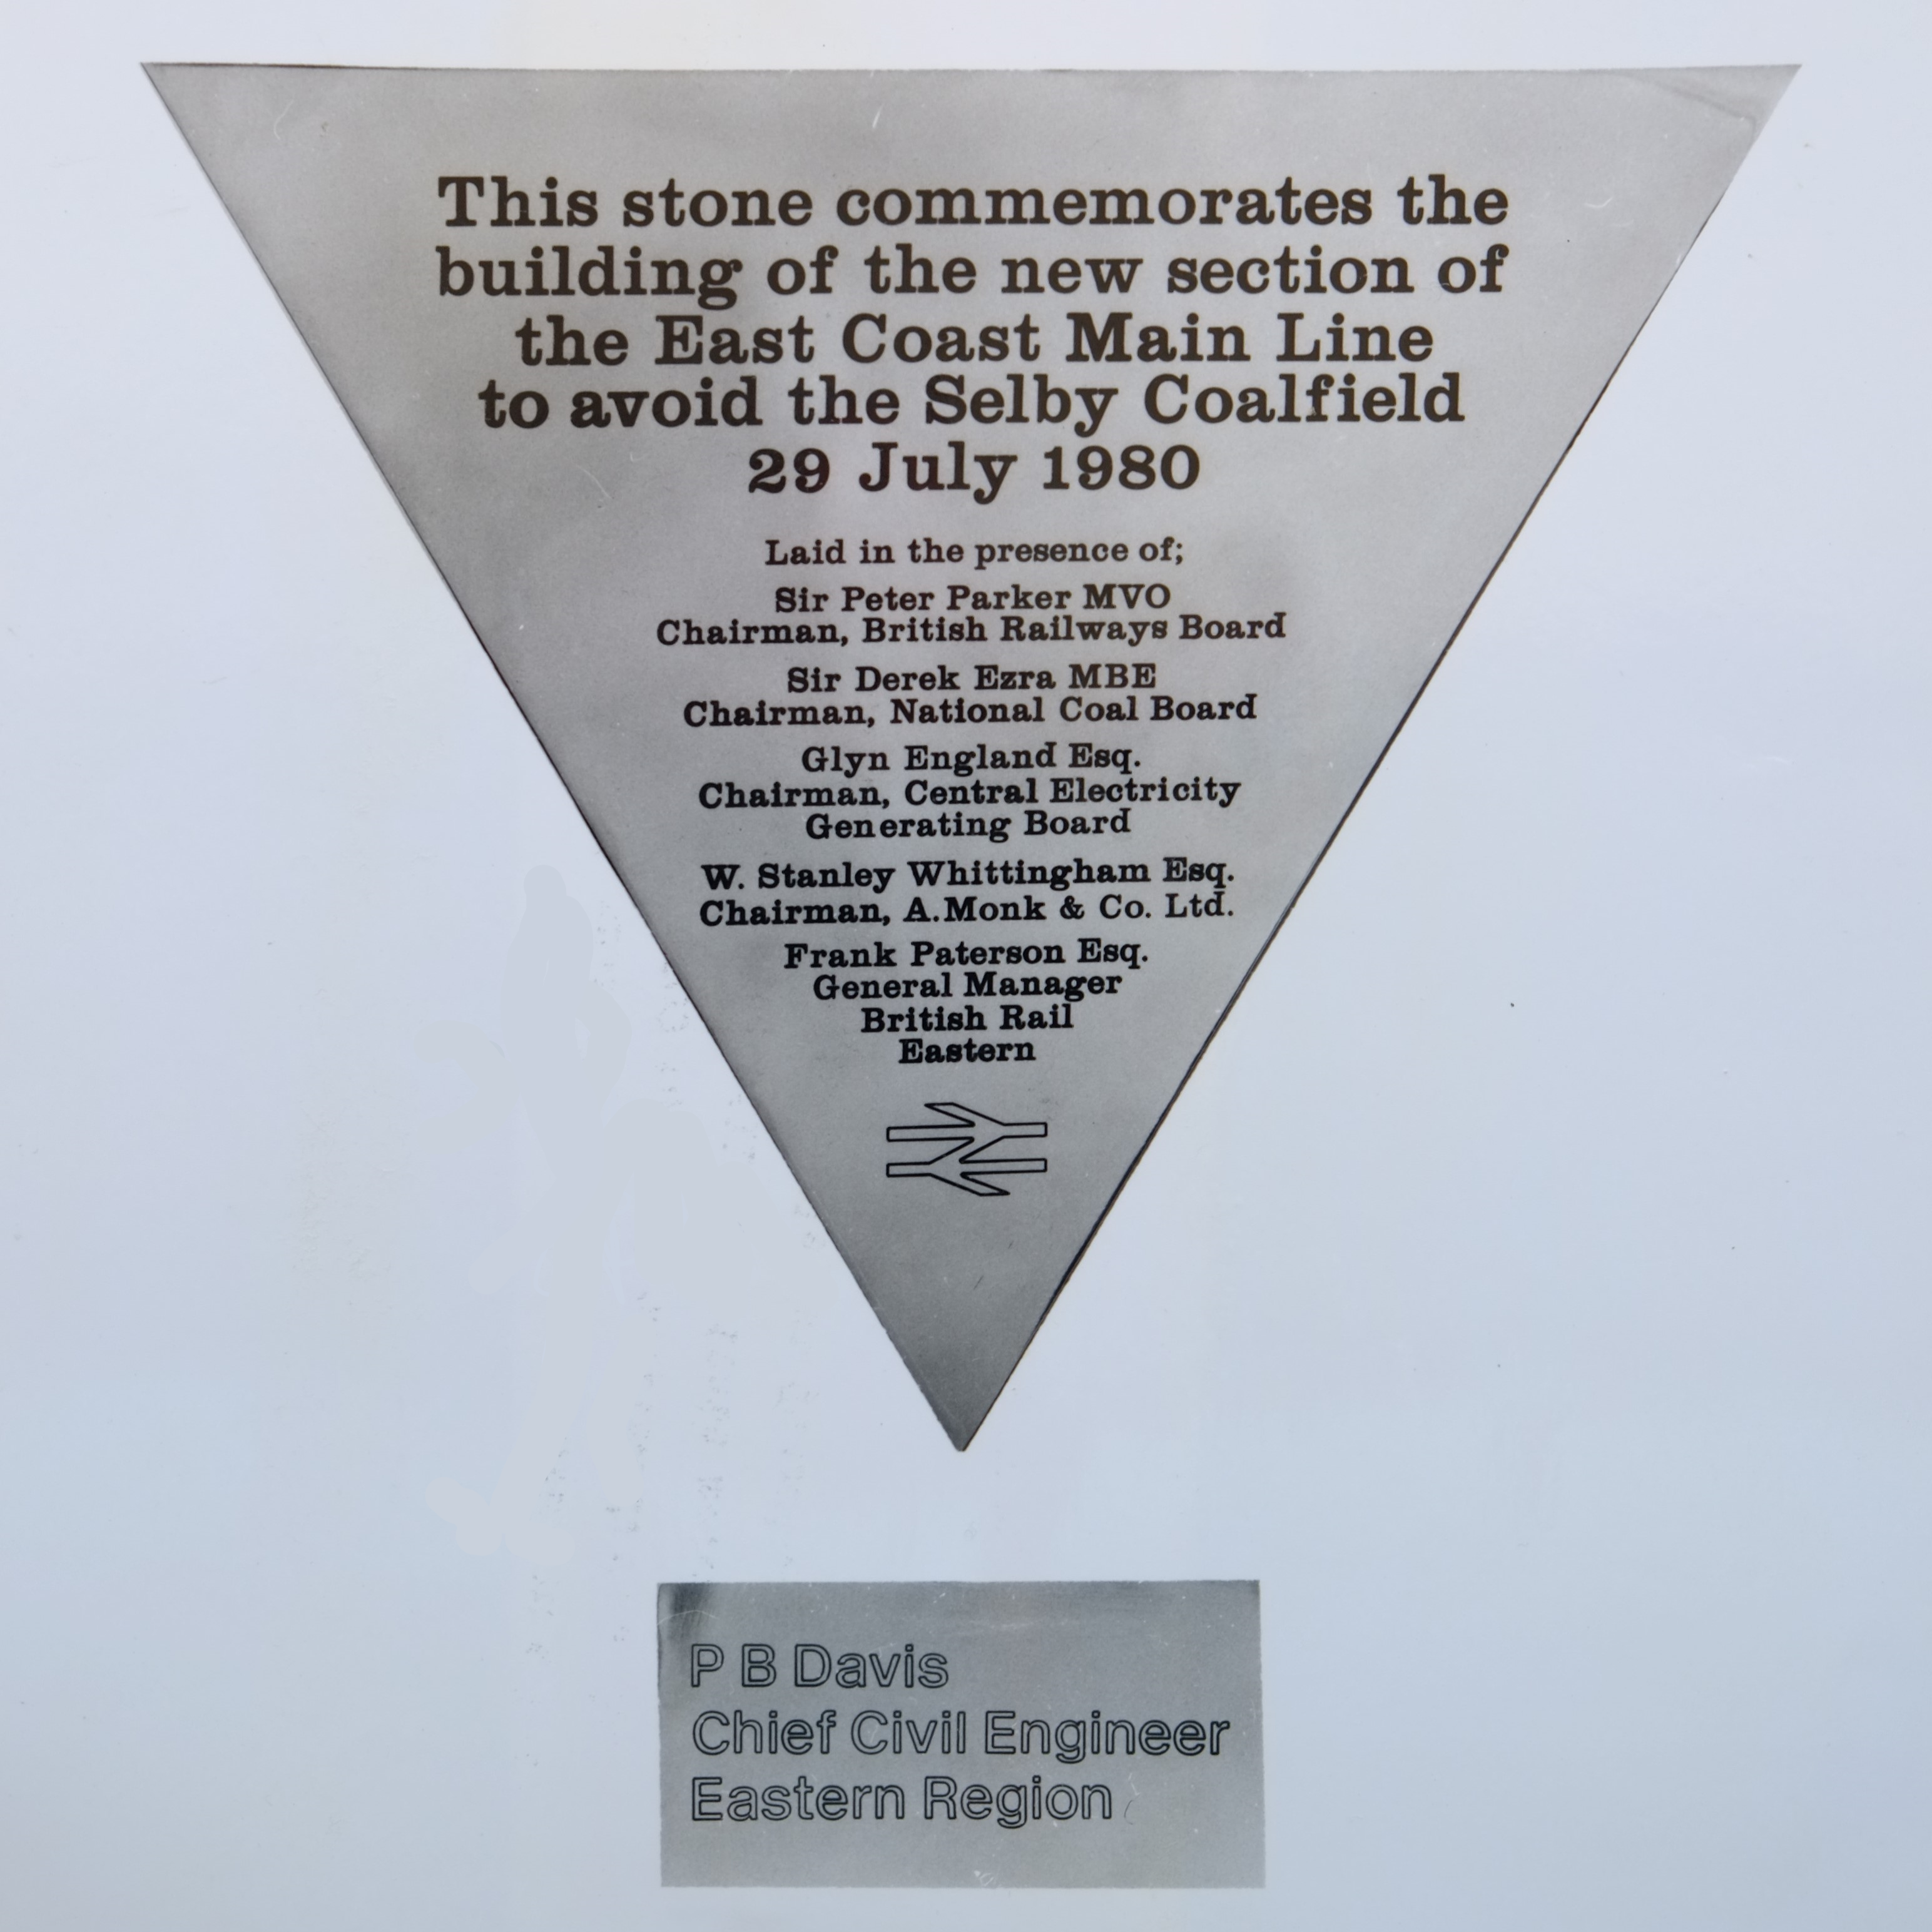 This stone commemorates the
building of the new section of
the East Coast Main Line
to avoid the Selby Coalfield
29 July 1980
Laid in the presence of;
Sir Peter Parker MVO
Chairman, British Railways Board
Sir Derek Ezra MBE
Chairman, National Coal Board
Glyn England Esq.
Chairman, Central Electricity
Generating Board
W. Stanley Whittingham Esq.
Chairman, A.Monk & Co. Ltd.
Frank Paterson Esq.
General Manager
British Rail
Eastern
P B Davis
Chief Civil Engineer
Eastern Region